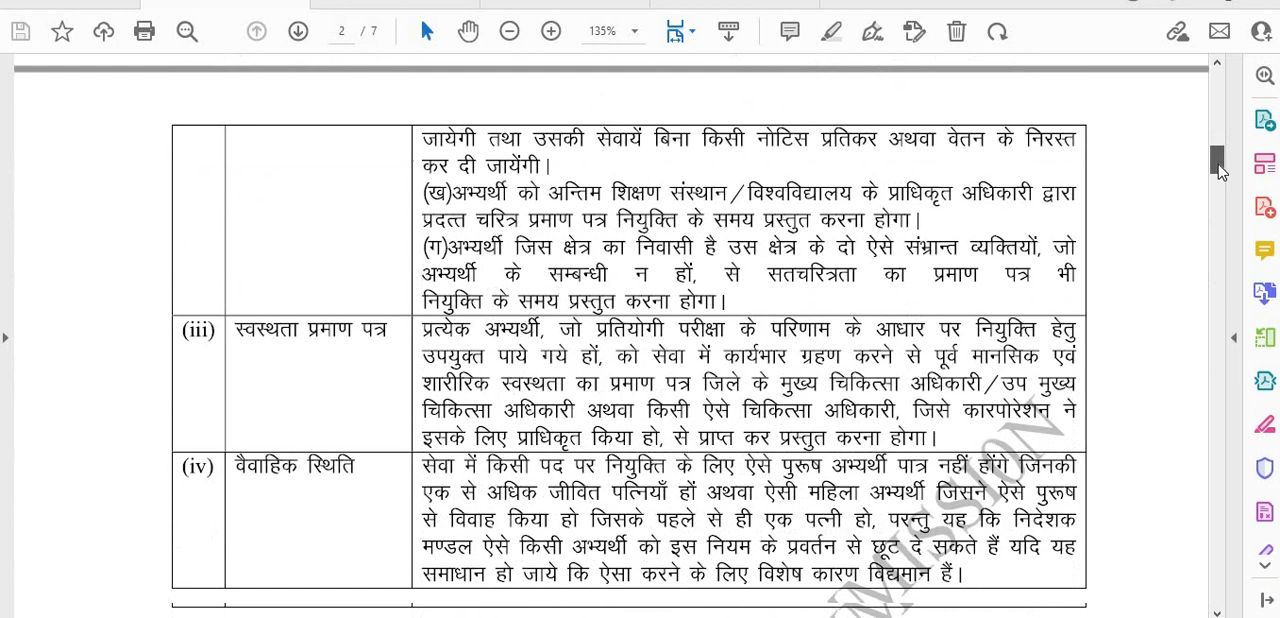 2 / 7
135%
जायेगी तथा उसकी सेवायें बिना किसी नोटिस प्रतिकर अथवा वेतन के निरस्त
कर दी जायेंगी।
(ख)अभ्यर्थी को अन्तिम शिक्षण संस्थान/विश्वविद्यालय के प्राधिकृत अधिकारी द्वारा
प्रदत्त चरित्र प्रमाण पत्र नियुक्ति के समय प्रस्तुत करना होगा।
(ग)अभ्यर्थी जिस क्षेत्र का निवासी है उस क्षेत्र के दो ऐसे संभ्रान्त व्यक्तियों, जो
अभ्यर्थी के सम्बन्धी न हों, से सतचरित्रता का प्रमाण पत्र भी
नियुक्ति के समय प्रस्तुत करना होगा।
(iii) स्वस्थता प्रमाण पत्र प्रत्येक अभ्यर्थी, जो प्रतियोगी परीक्षा के परिणाम के आधार पर नियुक्ति हेतु
उपयुक्त पाये गये हों, को सेवा में कार्यभार ग्रहण करने से पूर्व मानसिक एवं
शारीरिक स्वस्थता का प्रमाण पत्र जिले के मुख्य चिकित्सा अधिकारी/उप मुख्य
चिकित्सा अधिकारी अथवा किसी ऐसे चिकित्सा अधिकारी, जिसे कारपोरेशन ने
इसके लिए प्राधिकृत किया हो, से प्राप्त कर प्रस्तुत करना होगा।
(iv) वैवाहिक स्थिति सेवा में किसी पद पर नियुक्ति के लिए ऐसे पुरूष अभ्यर्थी पात्र नहीं होंगे जिनकी
एक से अधिक जीवित पत्नियाँ हों अथवा ऐसी महिला अभ्यर्थी जिसने ऐसे पुरूष
से विवाह किया हो जिसके पहले से ही एक पत्नी हो, परन्तु यह कि निदेशक
मण्डल ऐसे किसी अभ्यर्थी को इस नियम के प्रवर्तन से छूट दे सकते हैं यदि यह
समाधान हो जाये कि ऐसा करने के लिए विशेष कारण विद्यमान हैं।
MMISSION